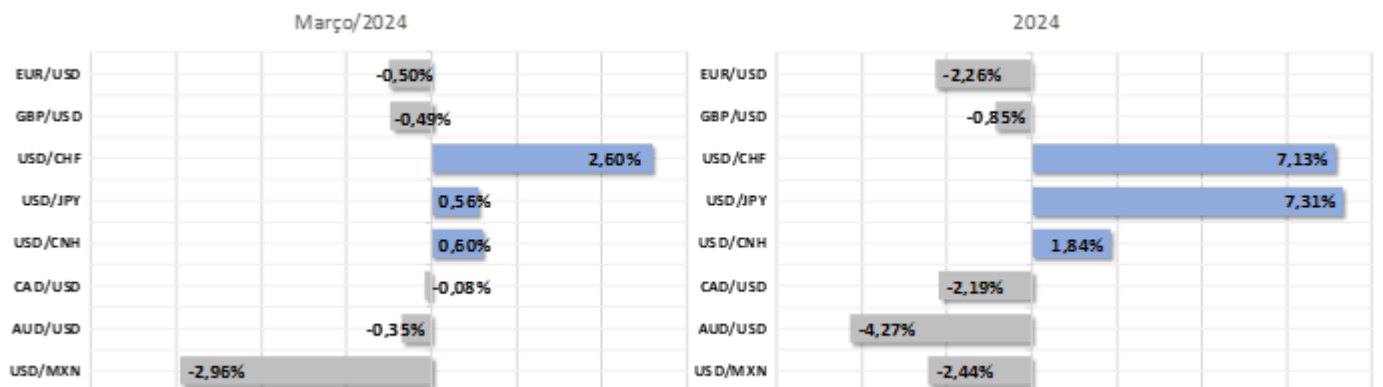 Março/2024
EUR/USD -0,50%
GBP/USD -0,49%
USD/CHF 2,60%
USD/JPY 0,56%
USD/CNH 0,60%
CAD/USD -0,08%
AUD/USD -0,35%
USD/MXN -2,96%
2024
EUR/USD -2,26%
GBP/USD -0,85%
USD/CHF 7,13%
USD/JPY 7,31%
USD/CNH 1,84%
CAD/USD -2,19%
AUD/USD -4,27%
USD/MXN -2,44%